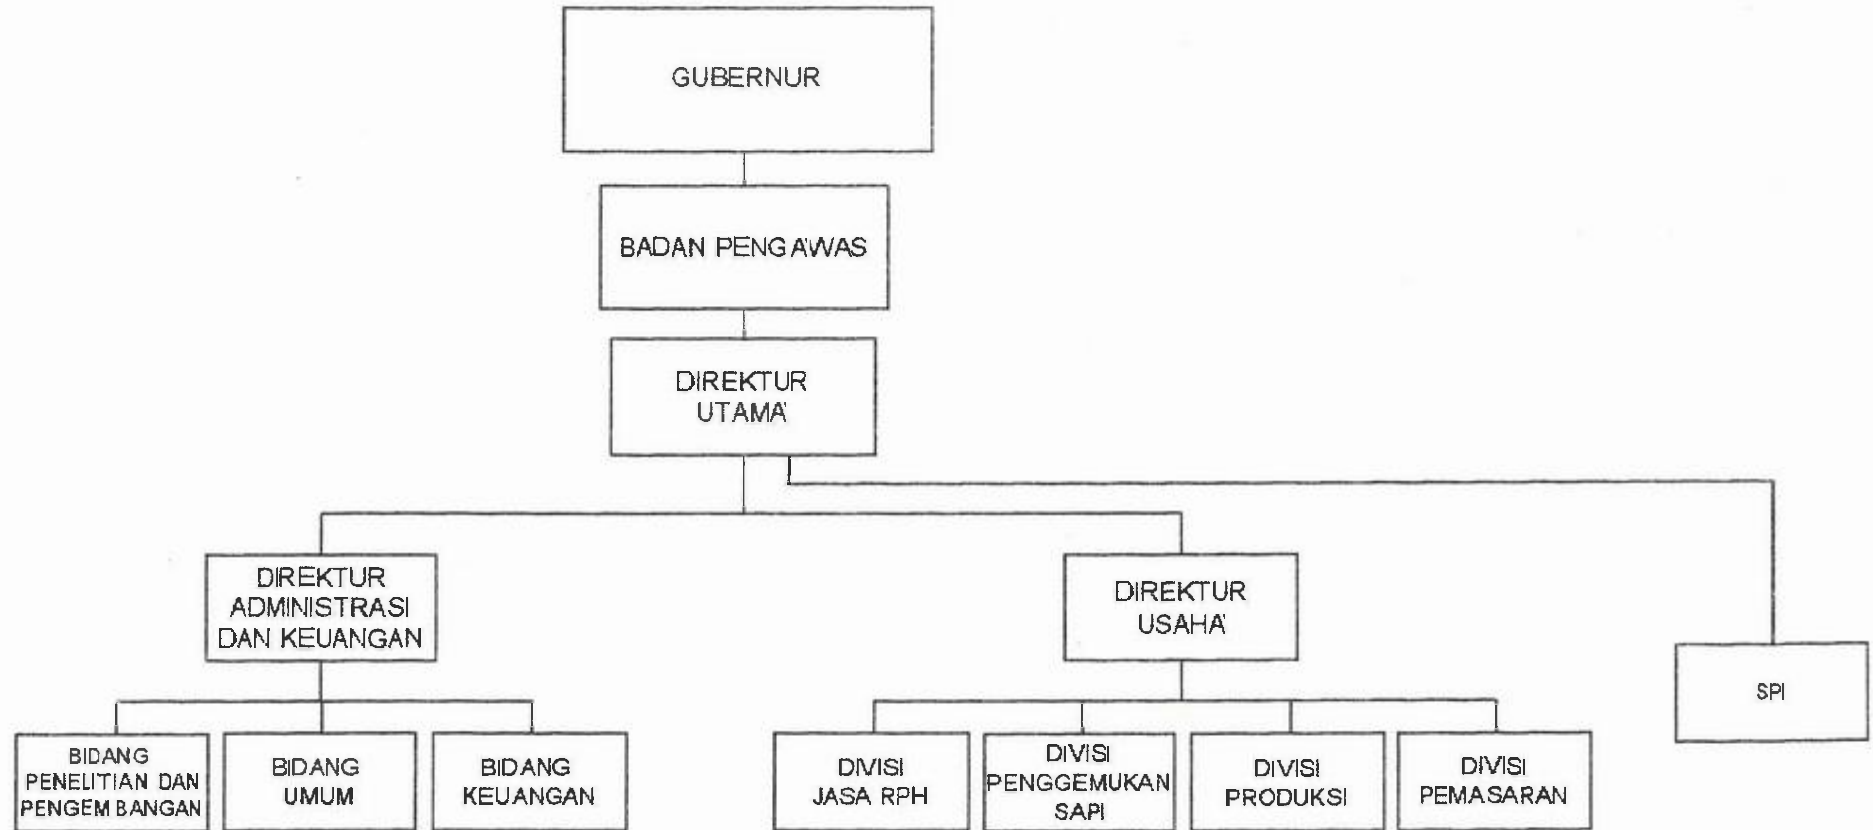 GUBERNUR
BADAN PENGAWAS
DIREKTUR
UTAMA
DIREKTUR
ADMINISTRASI
DAN KEUANGAN
DIREKTUR
USAHA
SPI
BIDANG
PENELITIAN DAN
PENGEMBANGAN
BIDANG
UMUM
BIDANG
KEUANGAN
DIVISI
JASA RPH
DIVISI
PENGGEMUKAN
SAPI
DIVISI
PRODUKSI
DIVISI
PEMASARAN